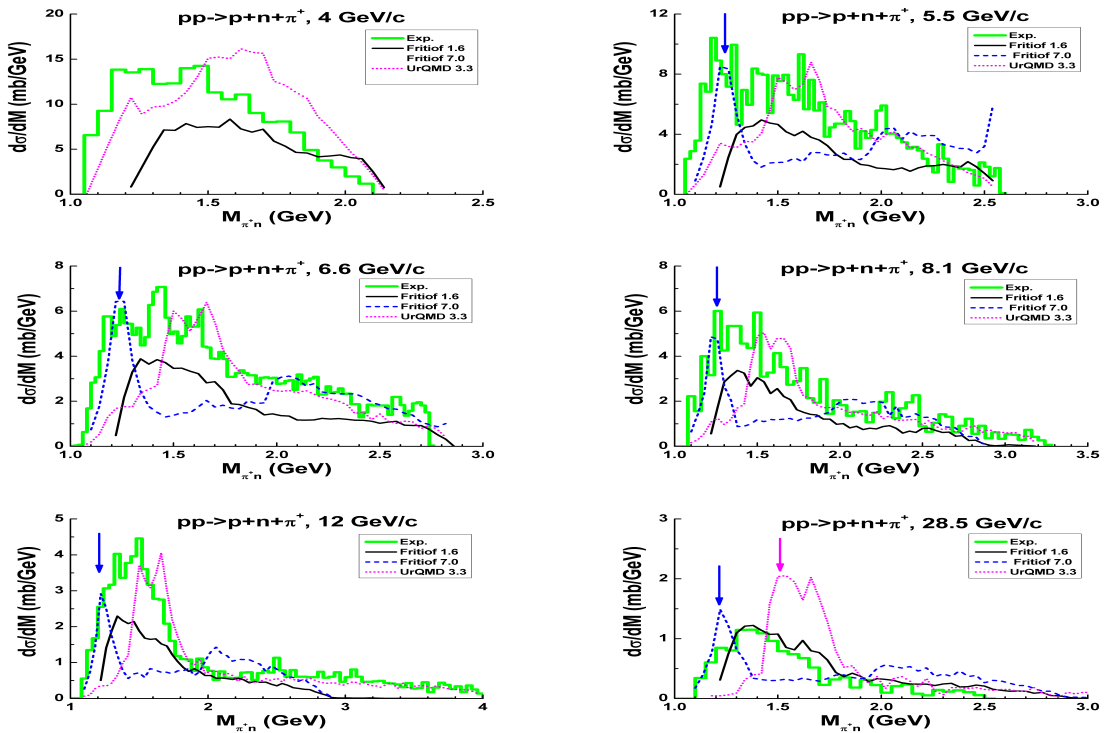 pp->p+n+π⁺, 4 GeV/c
dσ/dM (mb/GeV)
20
15
10
5
0
Exp.
Fritiof 1.6
Fritiof 7.0
UrQMD 3.3
1.0 1.5 2.0 2.5
M π⁺n (GeV)
pp->p+n+π⁺, 5.5 GeV/c
dσ/dM (mb/GeV)
12
8
4
0
Exp.
Fritiof 1.6
Fritiof 7.0
UrQMD 3.3
1.0 1.5 2.0 2.5 3.0
M π⁺n (GeV)
pp->p+n+π⁺, 6.6 GeV/c
dσ/dM (mb/GeV)
8
6
4
2
0
Exp.
Fritiof 1.6
Fritiof 7.0
UrQMD 3.3
1.0 1.5 2.0 2.5 3.0
M π⁺n (GeV)
pp->p+n+π⁺, 8.1 GeV/c
dσ/dM (mb/GeV)
8
6
4
2
0
Exp.
Fritiof 1.6
Fritiof 7.0
UrQMD 3.3
1.0 1.5 2.0 2.5 3.0 3.5
M π⁺n (GeV)
pp->p+n+π⁺, 12 GeV/c
dσ/dM (mb/GeV)
5
4
3
2
1
0
Exp.
Fritiof 1.6
Fritiof 7.0
UrQMD 3.3
1 2 3 4
M π⁺n (GeV)
pp->p+n+π⁺, 28.5 GeV/c
dσ/dM (mb/GeV)
3
2
1
0
Exp.
Fritiof 1.6
Fritiof 7.0
UrQMD 3.3
1.0 1.5 2.0 2.5 3.0
M π⁺n (GeV)